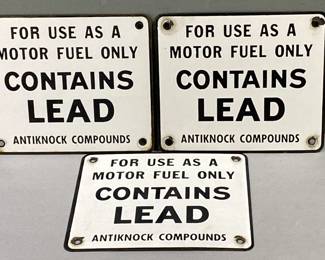 FOR USE AS A
MOTOR FUEL ONLY
CONTAINS
LEAD
ANTIKNOCK COMPOUNDS
FOR USE AS A
MOTOR FUEL ONLY
CONTAINS
LEAD
ANTIKNOCK COMPOUNDS
FOR USE AS A
MOTOR FUEL ONLY
CONTAINS
LEAD
ANTIKNOCK COMPOUNDS